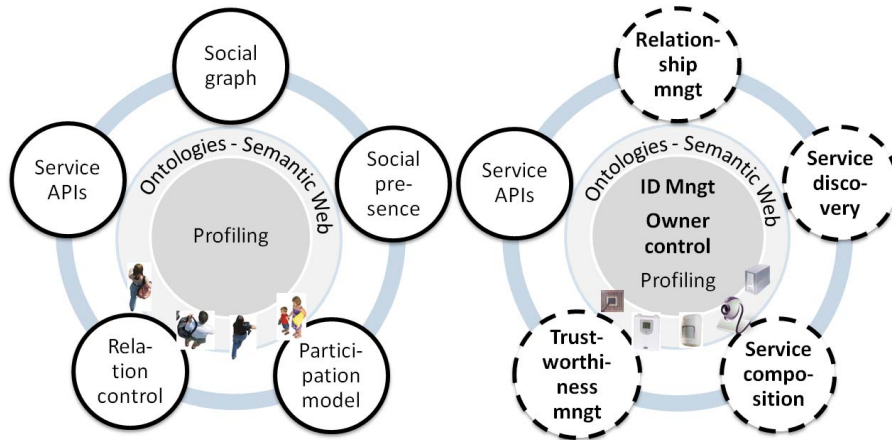 Social
graph
Service
APIs
Ontologies - Semantic Web
Social
pre-
sence
Profiling
Rela-
tion
control
Partici-
pation
model
Relation-
ship
mngt
Service
APIs
Ontologies - Semantic Web
Service
disco-
very
ID Mngt
Owner
control
Profiling
Trust-
worthi-
ness
mngt
Service
compo-
sition